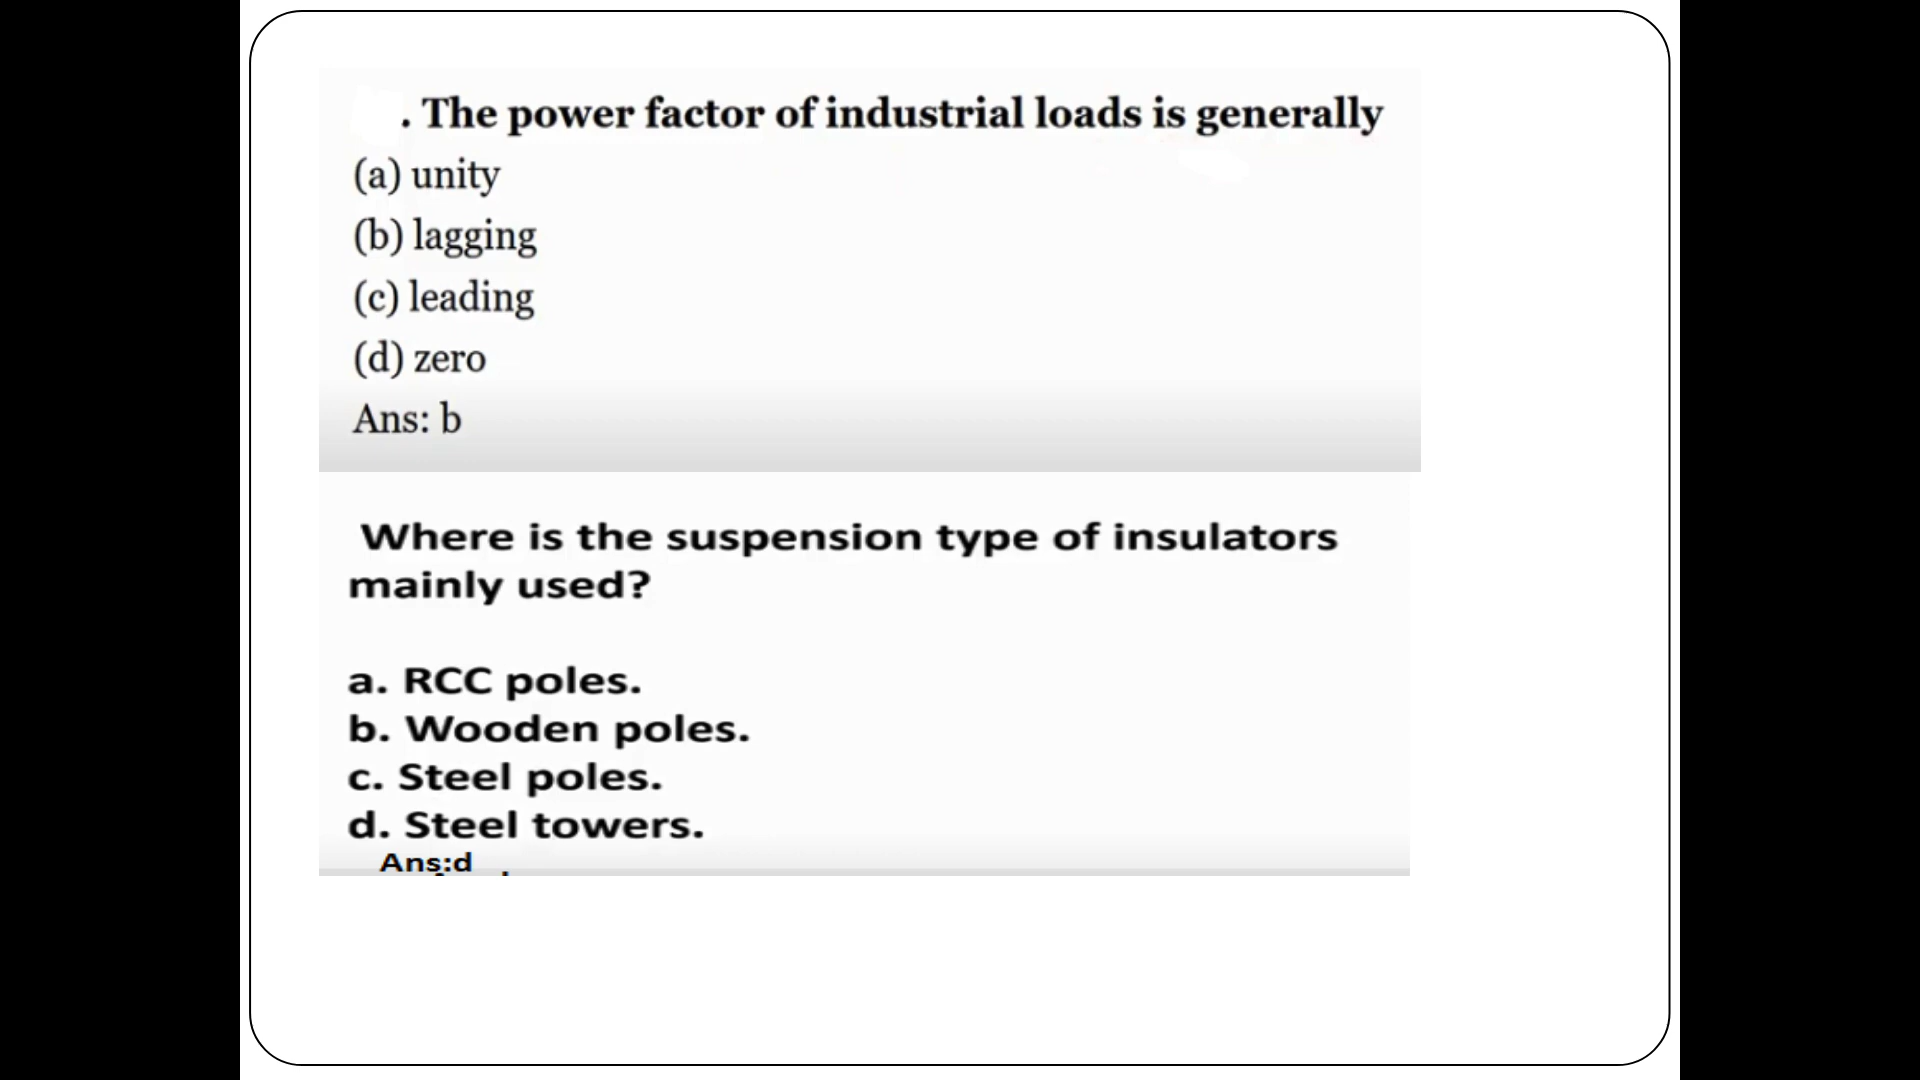 . The power factor of industrial loads is generally
(a) unity
(b) lagging
(c) leading
(d) zero
Ans: b
Where is the suspension type of insulators
mainly used?
a. RCC poles.
b. Wooden poles.
c. Steel poles.
d. Steel towers.
Ans:d